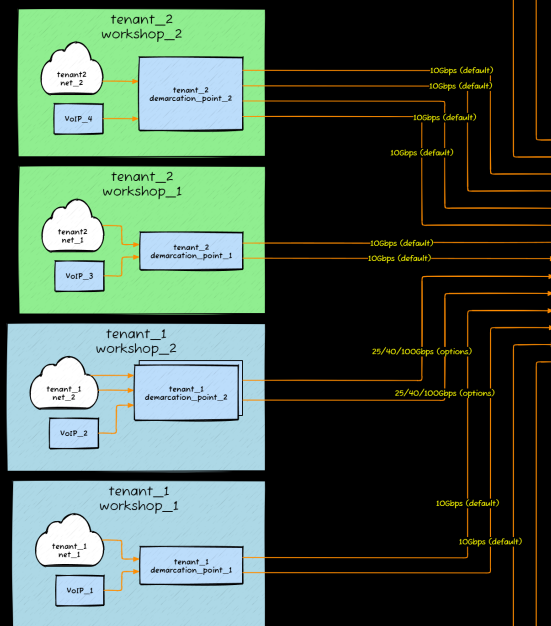 tenant_2
workshop_2
tenant2
net_2
VoIP_4
tenant_2
demarcation_point_2
10Gbps (default)
10Gbps (default)
10Gbps (default)
10Gbps (default)
tenant_2
workshop_1
tenant2
net_1
VoIP_3
tenant_2
demarcation_point_1
10Gbps (default)
10Gbps (default)
tenant_1
workshop_2
tenant_1
net_2
VoIP_2
tenant_1
demarcation_point_2
25/40/100Gbps (options)
25/40/100Gbps (options)
tenant_1
workshop_1
tenant_1
net_1
VoIP_1
tenant_1
demarcation_point_1
10Gbps (default)
10Gbps (default)